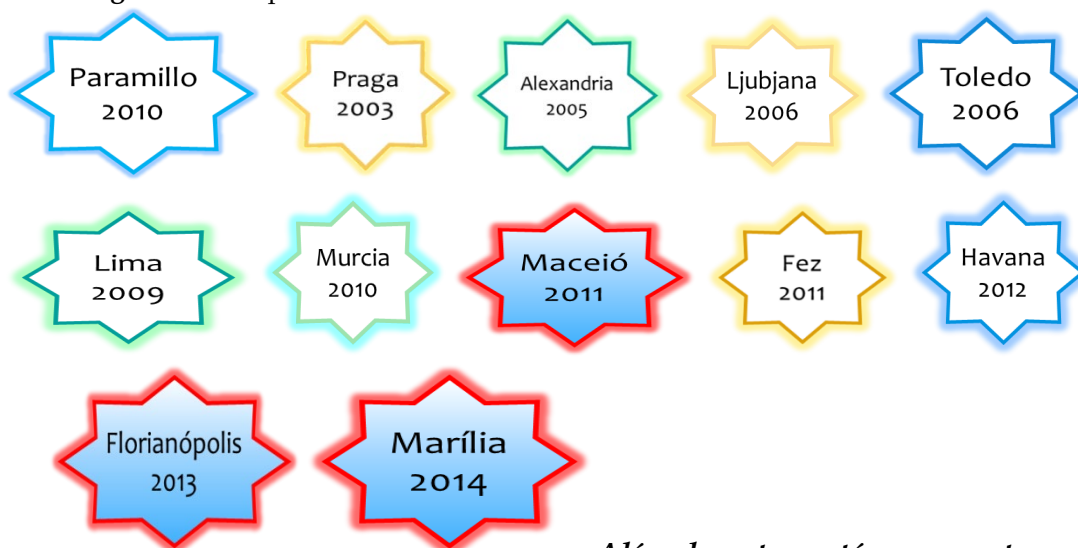 Paramillo
2010
Praga
2003
Alexandria
2005
Ljubjana
2006
Toledo
2006
Lima
2009
Murcia
2010
Maceió
2011
Fez
2011
Havana
2012
Florianópolis
2013
Marília
2014